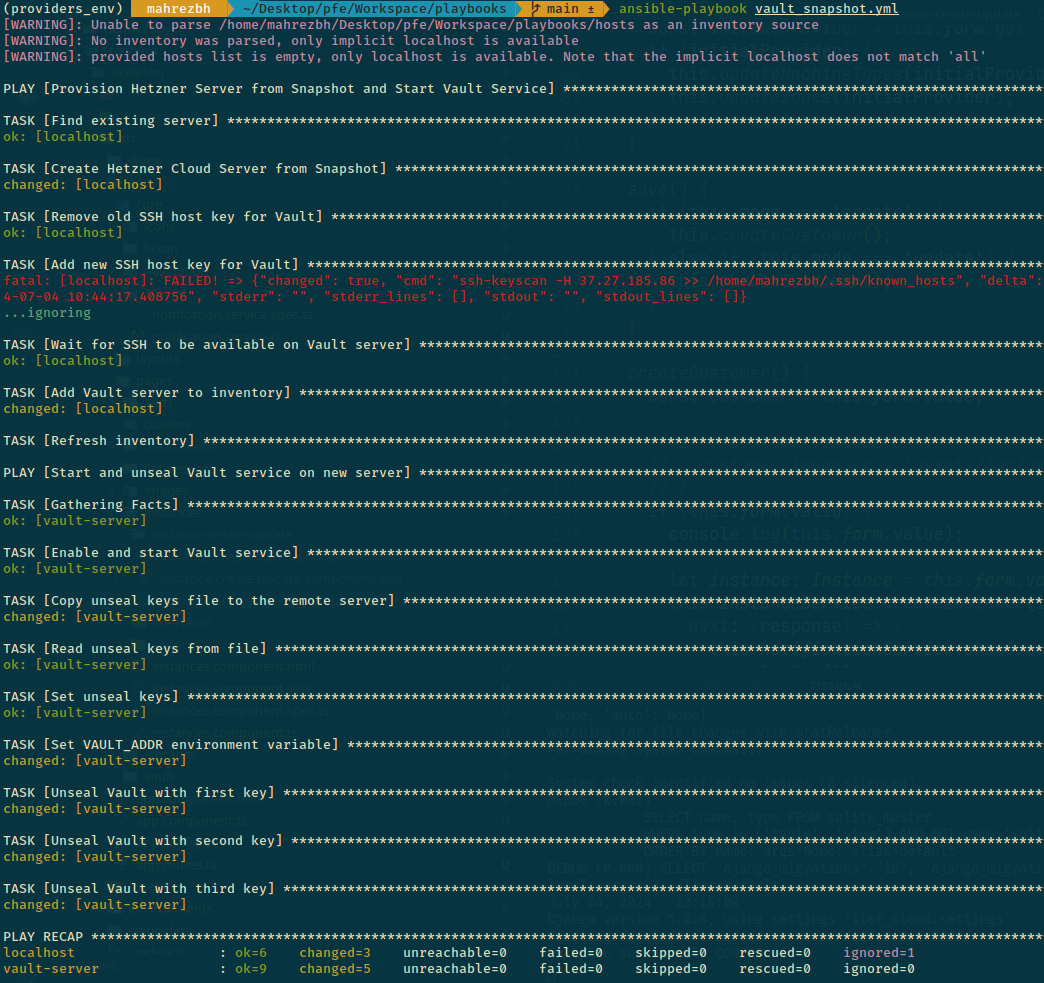 (providers_env) mahrezbh ~/Desktop/pfe/Workspace/playbooks main ± ansible-playbook vault_snapshot.yml
[WARNING]: Unable to parse /home/mahrezbh/Desktop/pfe/Workspace/playbooks/hosts as an inventory source
[WARNING]: No inventory was parsed, only implicit localhost is available
[WARNING]: provided hosts list is empty, only localhost is available. Note that the implicit localhost does not match 'all'
PLAY [Provision Hetzner Server from Snapshot and Start Vault Service] ************************************************************
TASK [Find existing server] ******************************************************************************************************
ok: [localhost]
TASK [Create Hetzner Cloud Server from Snapshot] *********************************************************************************
changed: [localhost]
TASK [Remove old SSH host key for Vault] *****************************************************************************************
ok: [localhost]
TASK [Add new SSH host key for Vault] ********************************************************************************************
fatal: [localhost]: FAILED! => {"changed": true, "cmd": "ssh-keyscan -H 37.27.185.86 >> /home/mahrezbh/.ssh/known_hosts", "delta":
4-07-04 10:44:17.408756", "stderr": "", "stderr_lines": [], "stdout": "", "stdout_lines": []}
...ignoring
TASK [Wait for SSH to be available on Vault server] ******************************************************************************
ok: [localhost]
TASK [Add Vault server to inventory] *********************************************************************************************
changed: [localhost]
TASK [Refresh inventory] *********************************************************************************************************
PLAY [Start and unseal Vault service on new server] ******************************************************************************
TASK [Gathering Facts] ***********************************************************************************************************
ok: [vault-server]
TASK [Enable and start Vault service] ********************************************************************************************
ok: [vault-server]
TASK [Copy unseal keys file to the remote server] ********************************************************************************
changed: [vault-server]
TASK [Read unseal keys from file] ************************************************************************************************
ok: [vault-server]
TASK [Set unseal keys] ***********************************************************************************************************
ok: [vault-server]
TASK [Set VAULT_ADDR environment variable] ***************************************************************************************
changed: [vault-server]
TASK [Unseal Vault with first key] ***********************************************************************************************
changed: [vault-server]
TASK [Unseal Vault with second key] **********************************************************************************************
changed: [vault-server]
TASK [Unseal Vault with third key] ***********************************************************************************************
changed: [vault-server]
PLAY RECAP ***********************************************************************************************************************
localhost : ok=6 changed=3 unreachable=0 failed=0 skipped=0 rescued=0 ignored=1
vault-server : ok=9 changed=5 unreachable=0 failed=0 skipped=0 rescued=0 ignored=0